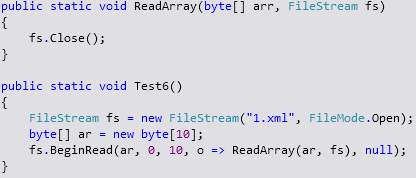 public static void ReadArray(byte[] arr, FileStream fs)
{
    fs.Close();
}

public static void Test6()
{
    FileStream fs = new FileStream("1.xml", FileMode.Open);
    byte[] ar = new byte[10];
    fs.BeginRead(ar, 0, 10, o => ReadArray(ar, fs), null);
}